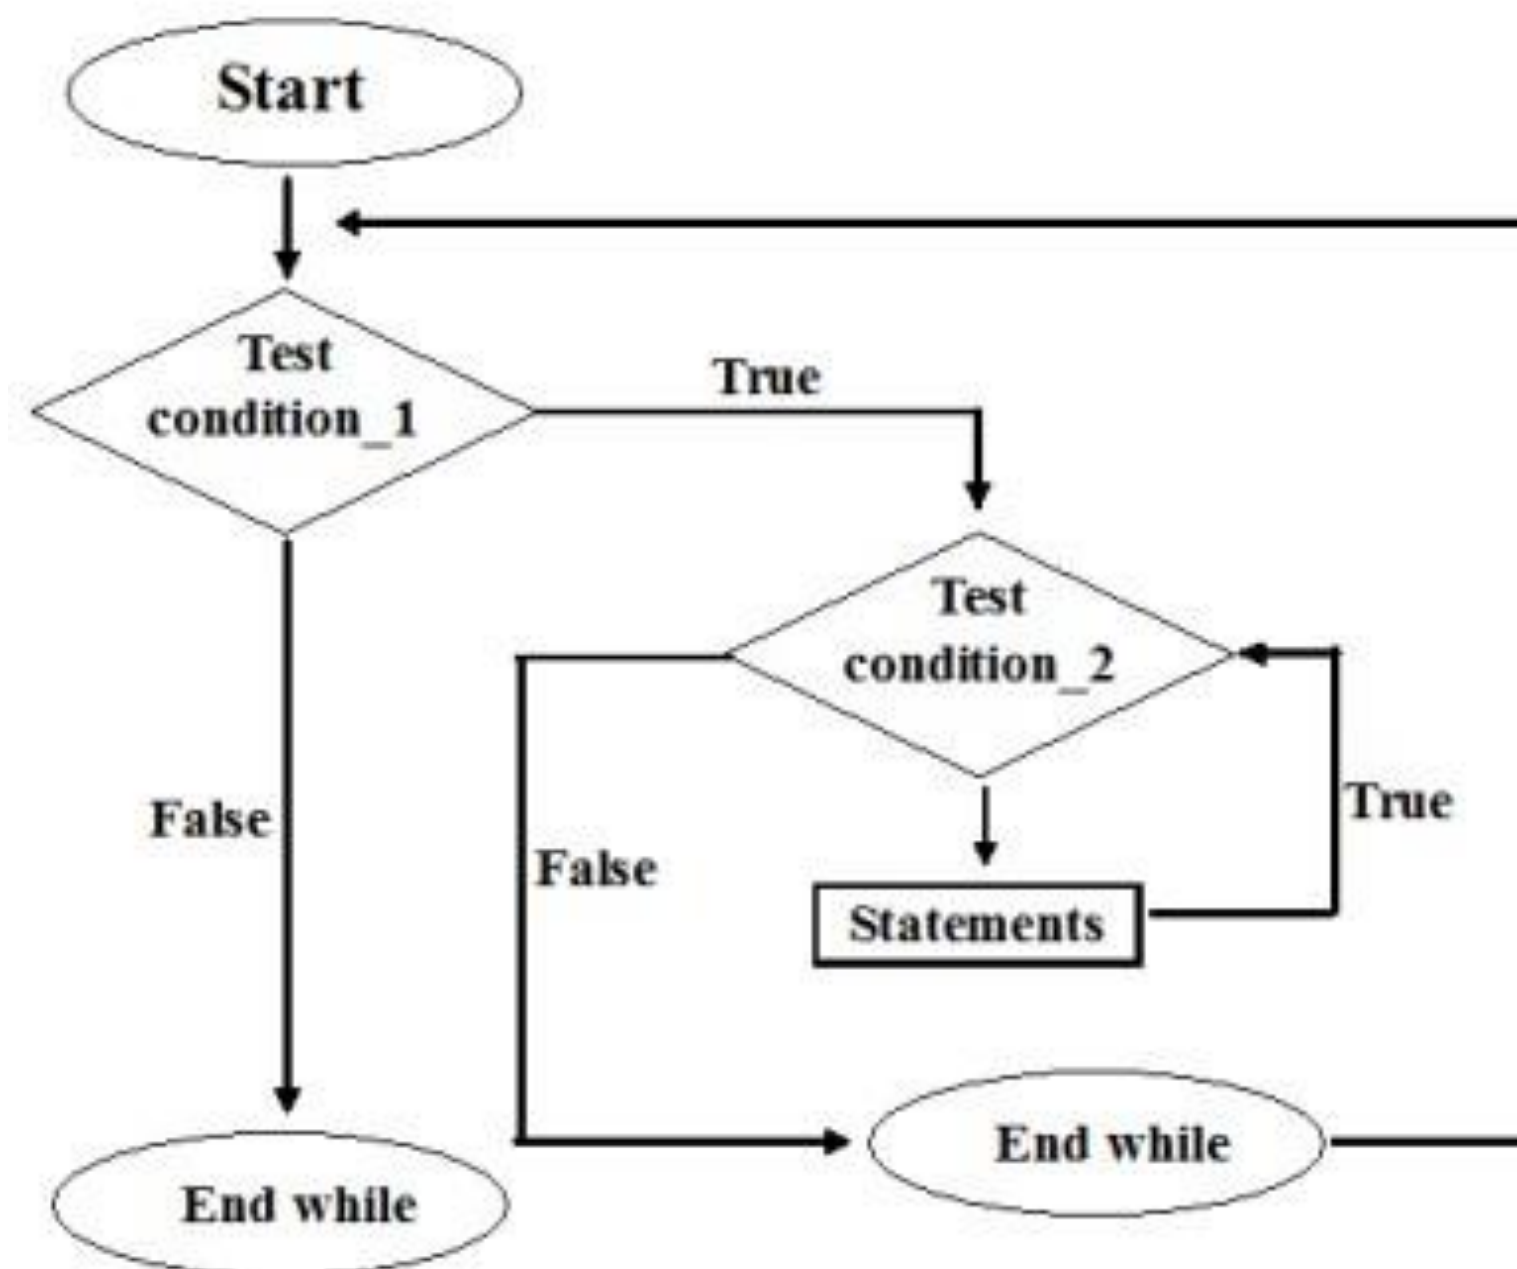 Start
Test
condition_1
True
Test
condition_2
True
False
False
Statements
End while
End while